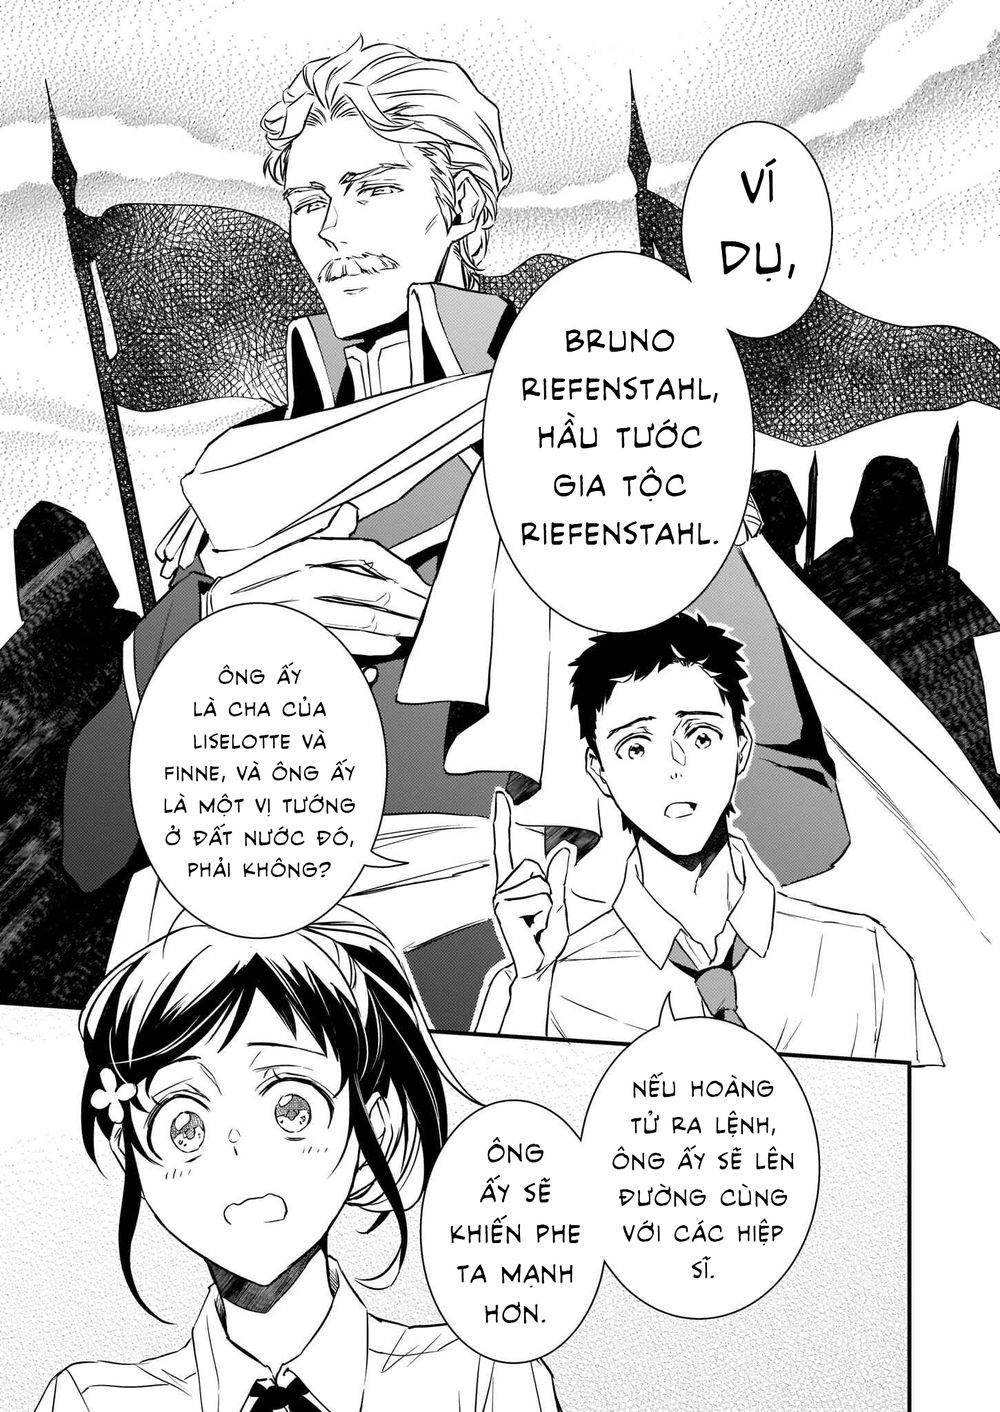 VÍ
DỤ,
BRUNO
RIEFENSTAHL,
HẦU TƯỚC
GIA TỘC
RIEFENSTAHL.
ÔNG ẤY
LÀ CHA CỦA
LISELOTTE VÀ
FINNE, VÀ ÔNG ẤY
LÀ MỘT VỊ TƯỚNG
Ở ĐẤT NƯỚC ĐÓ,
PHẢI KHÔNG?
NẾU HOÀNG
TỬ RA LỆNH,
ÔNG ẤY SẼ LÊN
ĐƯỜNG CÙNG
VỚI CÁC HIỆP
SĨ.
ÔNG
ẤY SẼ
KHIẾN PHE
TA MẠNH
HƠN.